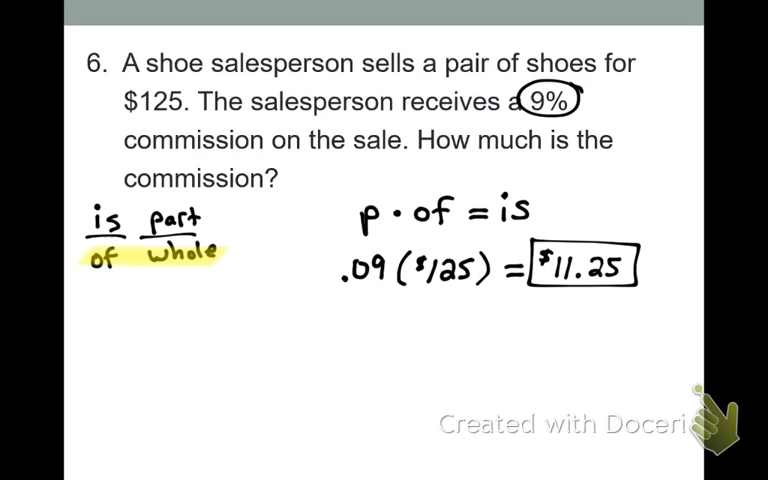 6. A shoe salesperson sells a pair of shoes for
$125. The salesperson receives a 9%
commission on the sale. How much is the
commission?
is part
of whole
p · of = is
.09 ($125) = $11.25
Created with Doceri